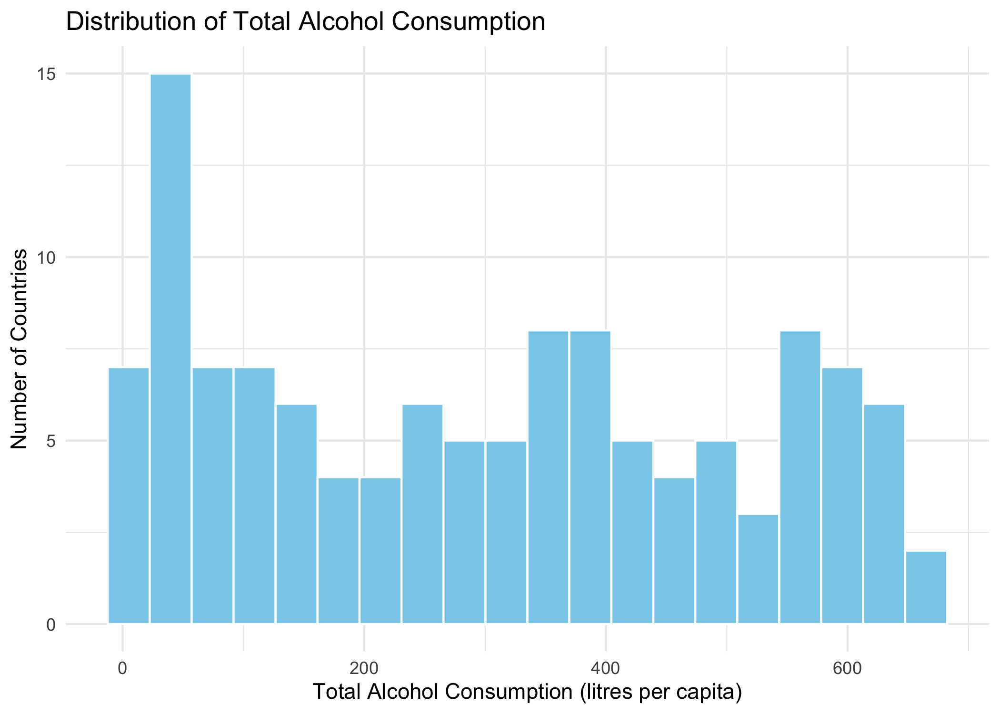 Distribution of Total Alcohol Consumption
Number of Countries
15
10
5
0
0 200 400 600
Total Alcohol Consumption (litres per capita)